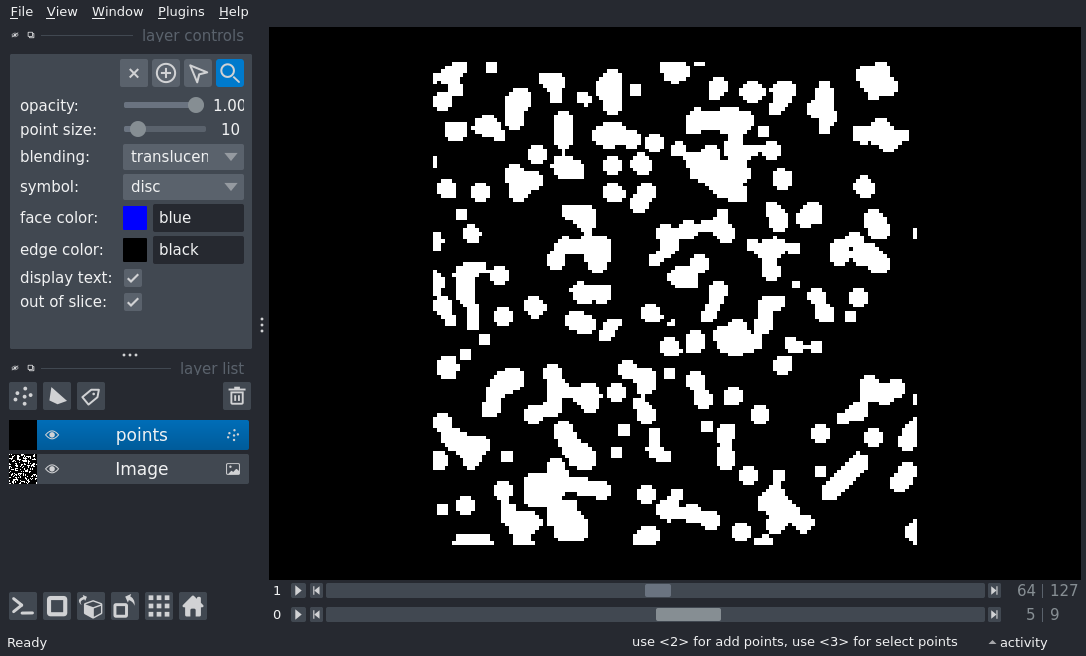 File View Window Plugins Help
layer controls
opacity: 1.00
point size: 10
blending: translucen
symbol: disc
face color: blue
edge color: black
display text:
out of slice:
layer list
points
Image
1 64 | 127
0 5 | 9
Ready use <2> for add points, use <3> for select points activity